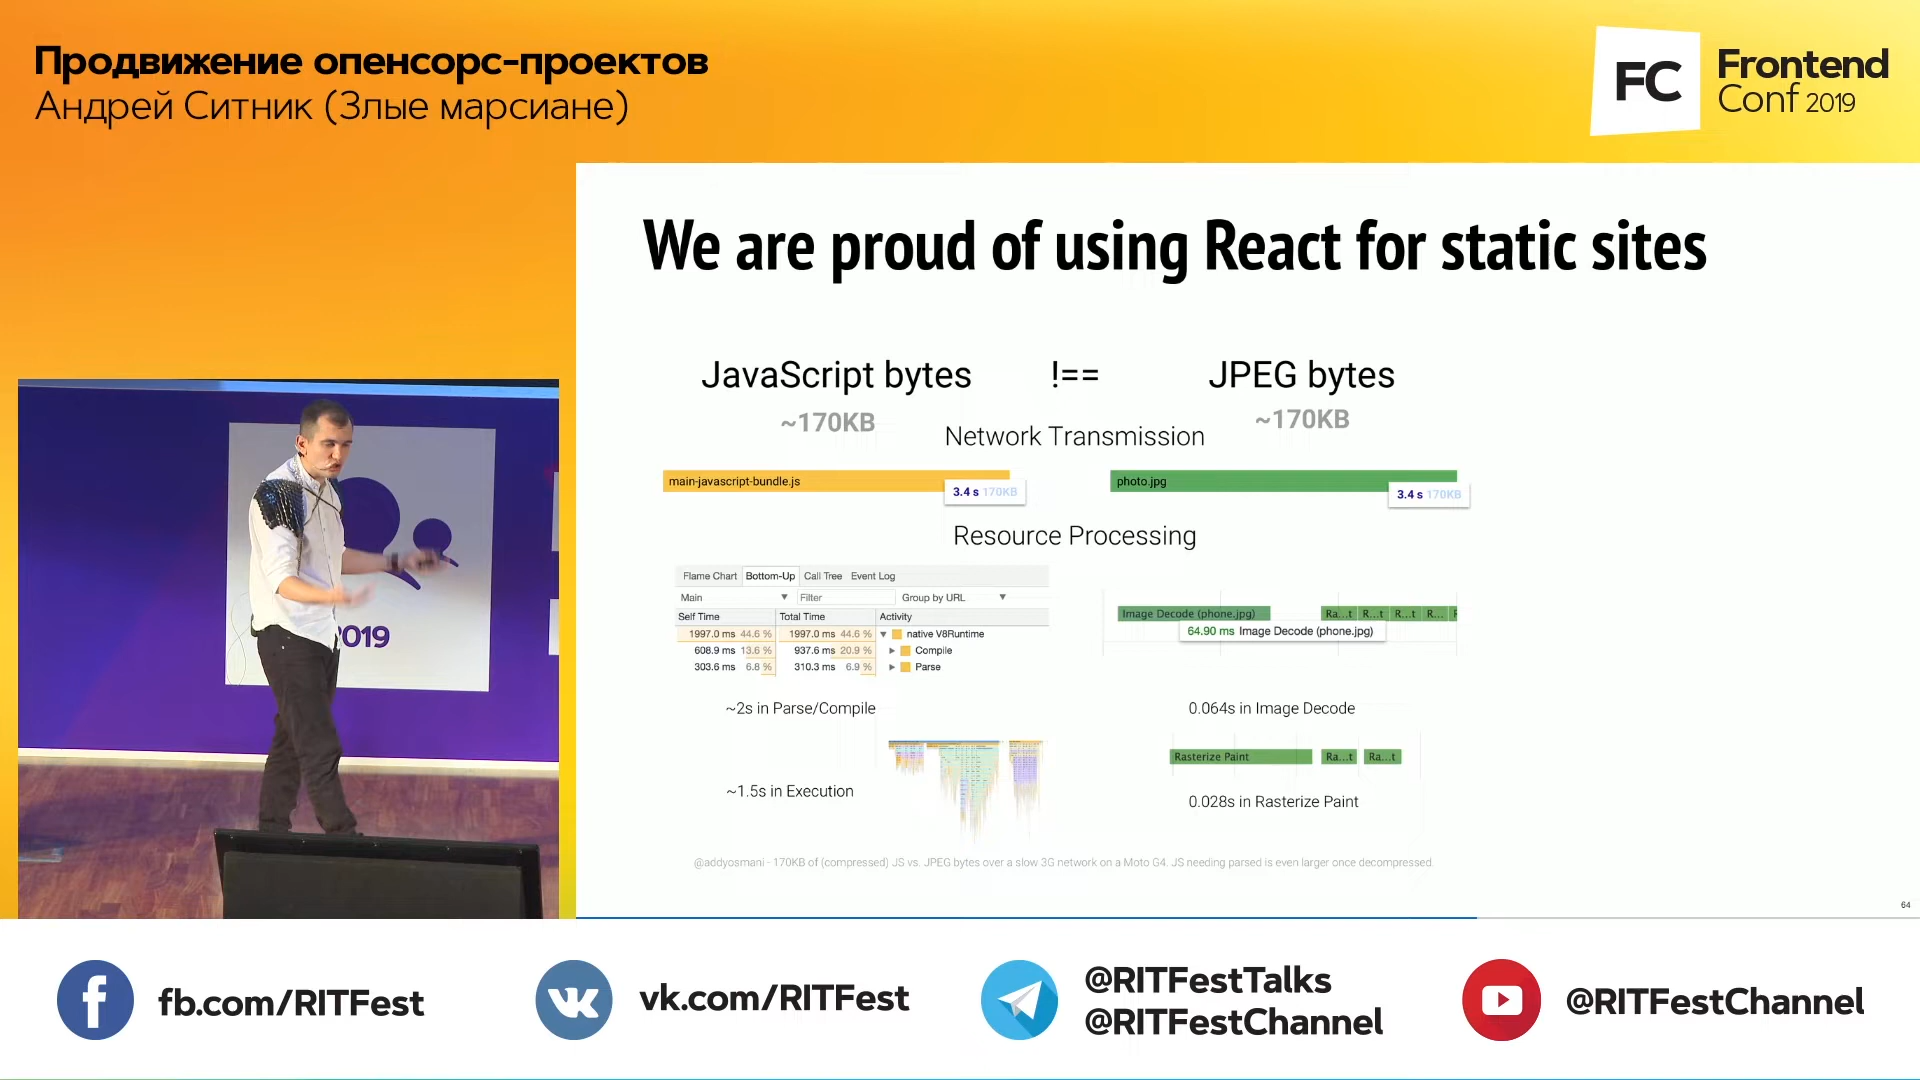 Продвижение опенсорс-проектов
Андрей Ситник (Злые марсиане)
FC
Frontend
Conf 2019
2019
We are proud of using React for static sites
JavaScript bytes !== JPEG bytes
~170KB ~170KB
Network Transmission
main-javascript-bundle.js
3.4 s 170KB
photo.jpg
3.4 s 170KB
Resource Processing
Flame Chart Bottom-Up Call Tree Event Log
Main ▼ Filter Group by URL ▼
Self Time Total Time Activity
1997.0 ms 44.6 % 1997.0 ms 44.6 % ▼ native V8Runtime
608.9 ms 13.6 % 937.6 ms 20.9 % ▶ Compile
303.6 ms 6.8 % 310.3 ms 6.9 % ▶ Parse
Image Decode (phone.jpg) Ra...t R...t R...t R...
64.90 ms Image Decode (phone.jpg)
~2s in Parse/Compile
0.064s in Image Decode
Rasterize Paint Ra...t Ra...t
~1.5s in Execution
0.028s in Rasterize Paint
@addyosmani - 170KB of (compressed) JS vs. JPEG bytes over a slow 3G network on a Moto G4. JS needing parsed is even larger once decompressed.
64
fb.com/RITFest
vk.com/RITFest
@RITFestTalks
@RITFestChannel
@RITFestChannel